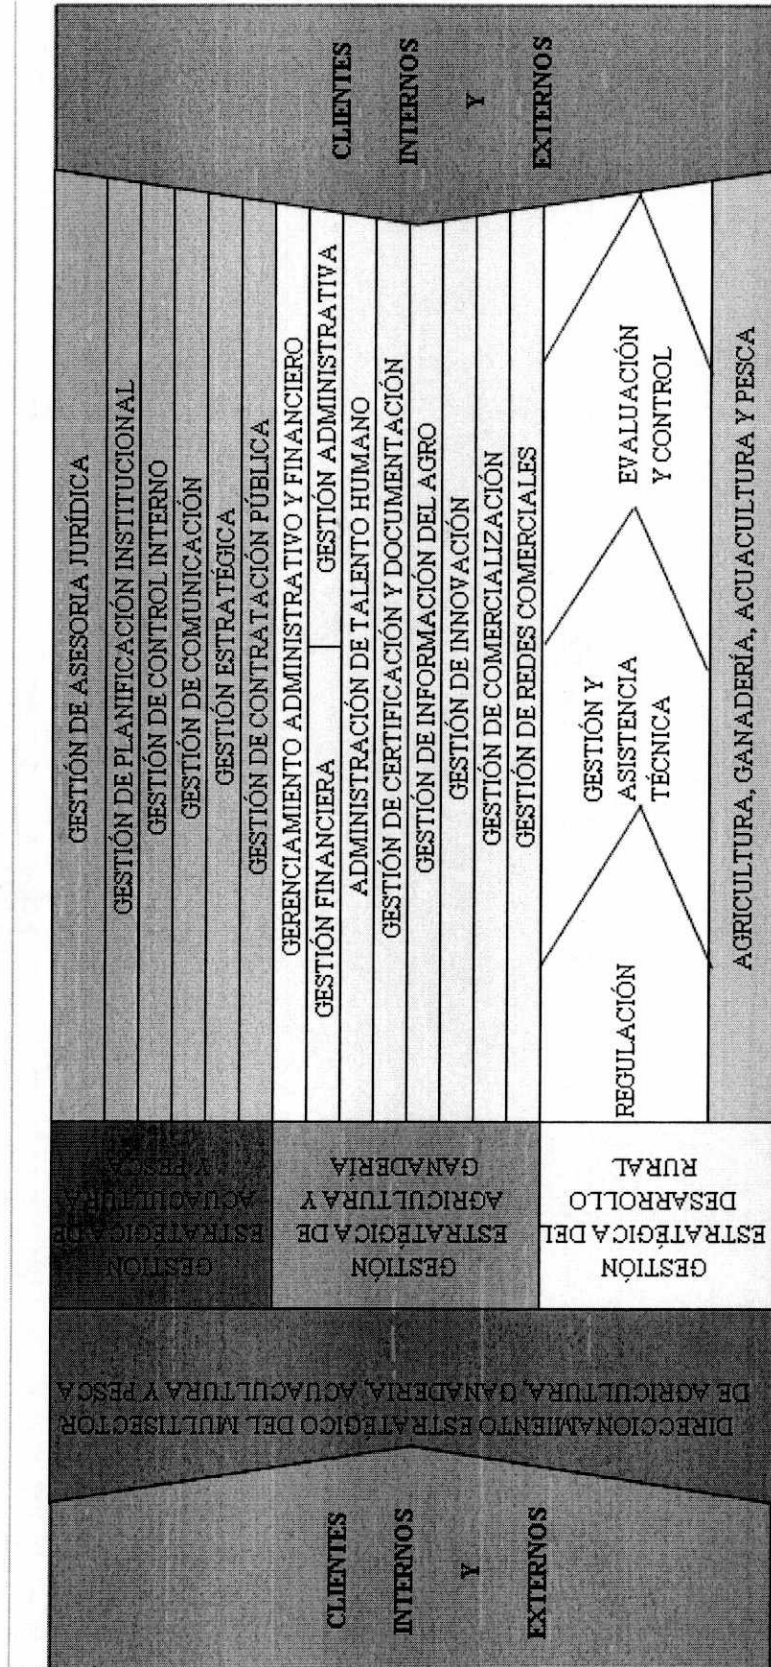 CLIENTES
INTERNOS
Y
EXTERNOS
DIRECCIONAMIENTO ESTRATÉGICO DEL MULTISECTOR
DE AGRICULTURA, GANADERÍA, ACUACULTURA Y PESCA
GESTIÓN
ESTRATÉGICA DE
ACUACULTURA
Y PESCA
GESTIÓN
ESTRATÉGICA DE
AGRICULTURA Y
GANADERÍA
GESTIÓN
ESTRATÉGICA DEL
DESARROLLO
RURAL
GESTIÓN DE ASESORIA JURÍDICA
GESTIÓN DE PLANIFICACIÓN INSTITUCIONAL
GESTIÓN DE CONTROL INTERNO
GESTIÓN DE COMUNICACIÓN
GESTIÓN ESTRATÉGICA
GESTIÓN DE CONTRATACIÓN PÚBLICA
GERENCIAMIENTO ADMINISTRATIVO Y FINANCIERO
GESTIÓN FINANCIERA
GESTIÓN ADMINISTRATIVA
ADMINISTRACIÓN DE TALENTO HUMANO
GESTIÓN DE CERTIFICACIÓN Y DOCUMENTACIÓN
GESTIÓN DE INFORMACIÓN DEL AGRO
GESTIÓN DE INNOVACIÓN
GESTIÓN DE COMERCIALIZACIÓN
GESTIÓN DE REDES COMERCIALES
REGULACIÓN
GESTIÓN Y
ASISTENCIA
TÉCNICA
EVALUACIÓN
Y CONTROL
AGRICULTURA, GANADERÍA, ACUACULTURA Y PESCA
CLIENTES
INTERNOS
Y
EXTERNOS